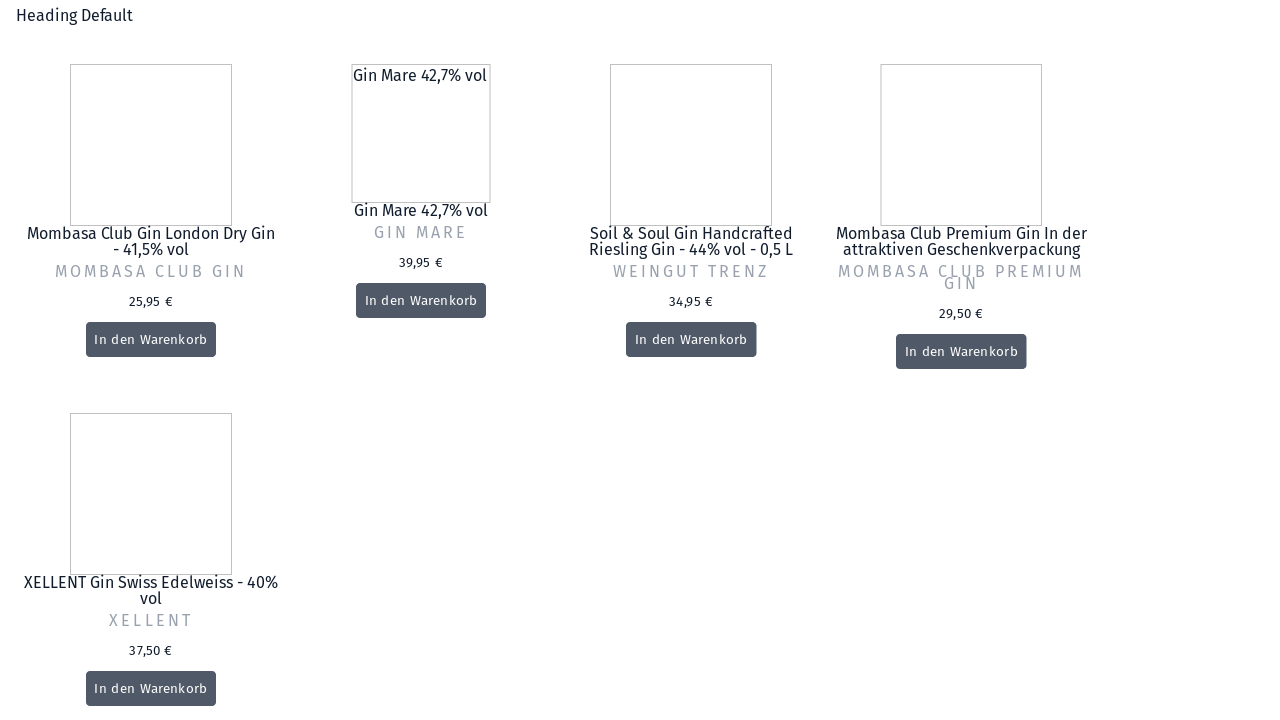 Heading Default
Gin Mare 42,7% vol
Mombasa Club Gin London Dry Gin
- 41,5% vol
MOMBASA CLUB GIN
25,95 €
In den Warenkorb
Gin Mare 42,7% vol
GIN MARE
39,95 €
In den Warenkorb
Soil & Soul Gin Handcrafted
Riesling Gin - 44% vol - 0,5 L
WEINGUT TRENZ
34,95 €
In den Warenkorb
Mombasa Club Premium Gin In der
attraktiven Geschenkverpackung
MOMBASA CLUB PREMIUM
GIN
29,50 €
In den Warenkorb
XELLENT Gin Swiss Edelweiss - 40%
vol
XELLENT
37,50 €
In den Warenkorb